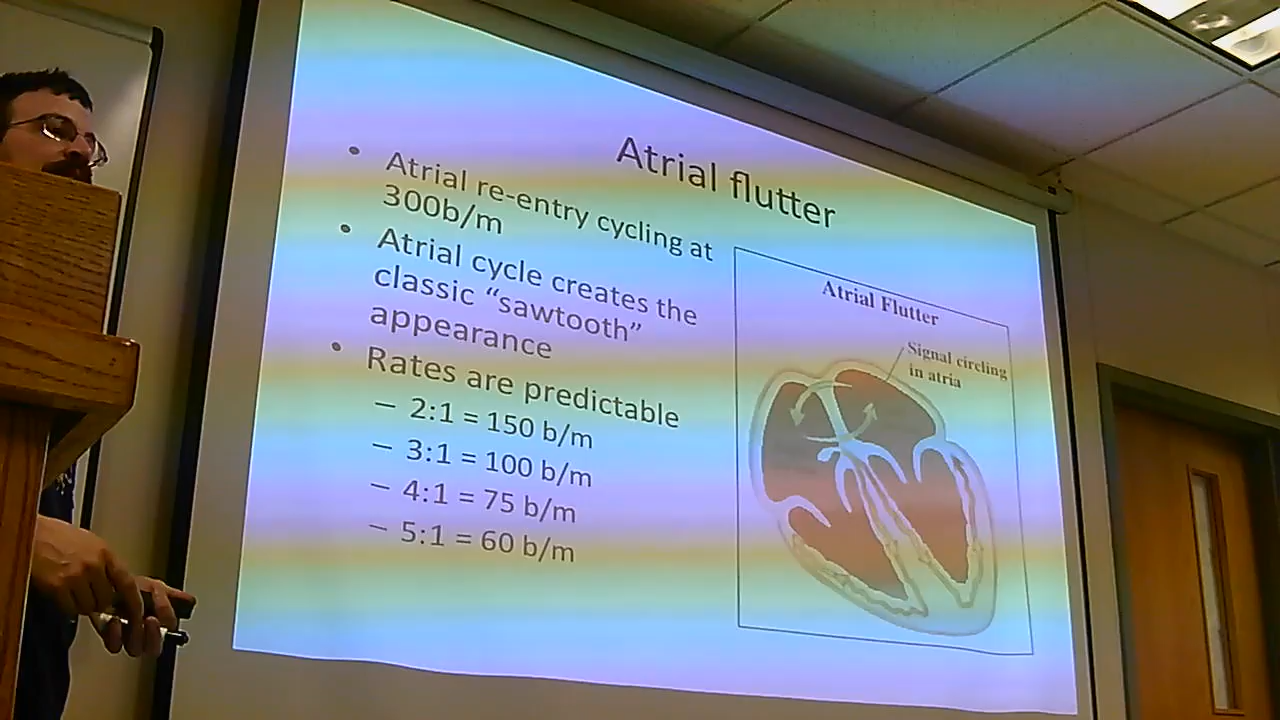 Atrial flutter
• Atrial re-entry cycling at
300b/m
• Atrial cycle creates the
classic “sawtooth”
appearance
• Rates are predictable
– 2:1 = 150 b/m
– 3:1 = 100 b/m
– 4:1 = 75 b/m
– 5:1 = 60 b/m
Atrial Flutter
Signal circling
in atria